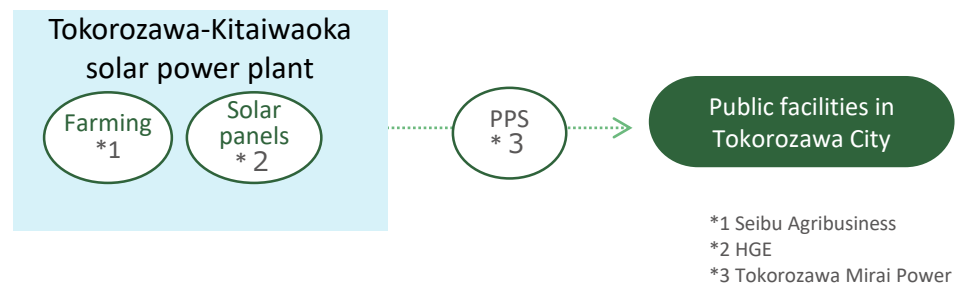 Tokorozawa-Kitaiwaoka
solar power plant
Farming
*1
Solar
panels
* 2
PPS
* 3
Public facilities in
Tokorozawa City
*1 Seibu Agribusiness
*2 HGE
*3 Tokorozawa Mirai Power